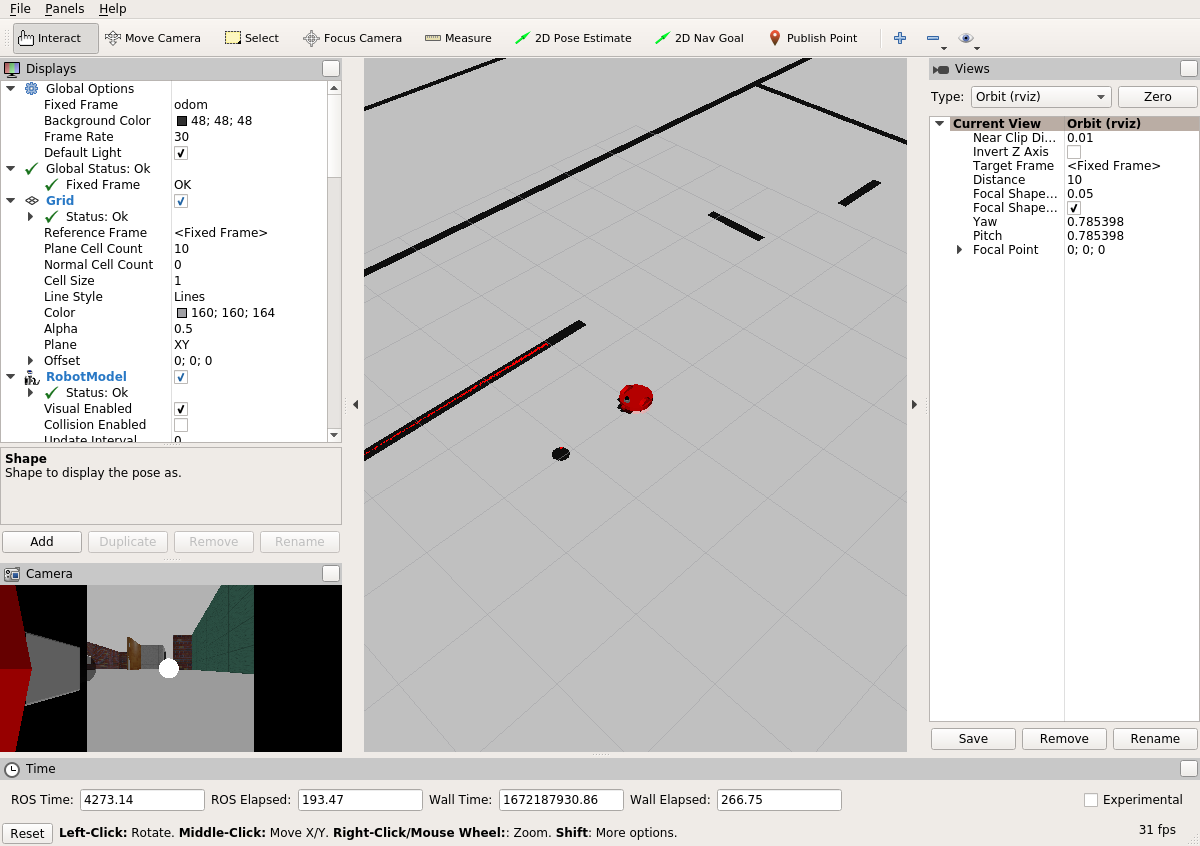 File Panels Help
Interact Move Camera Select Focus Camera Measure 2D Pose Estimate 2D Nav Goal Publish Point
Displays
Global Options
Fixed Frame odom
Background Color 48; 48; 48
Frame Rate 30
Default Light
Global Status: Ok
Fixed Frame OK
Grid
Status: Ok
Reference Frame <Fixed Frame>
Plane Cell Count 10
Normal Cell Count 0
Cell Size 1
Line Style Lines
Color 160; 160; 164
Alpha 0.5
Plane XY
Offset 0; 0; 0
RobotModel
Status: Ok
Visual Enabled
Collision Enabled
Update Interval 0
Shape
Shape to display the pose as.
Add Duplicate Remove Rename
Camera
Views
Type: Orbit (rviz) Zero
Current View Orbit (rviz)
Near Clip Di... 0.01
Invert Z Axis
Target Frame <Fixed Frame>
Distance 10
Focal Shape... 0.05
Focal Shape...
Yaw 0.785398
Pitch 0.785398
Focal Point 0; 0; 0
Save Remove Rename
Time
ROS Time: 4273.14 ROS Elapsed: 193.47 Wall Time: 1672187930.86 Wall Elapsed: 266.75 Experimental
Reset Left-Click: Rotate. Middle-Click: Move X/Y. Right-Click/Mouse Wheel:: Zoom. Shift: More options. 31 fps